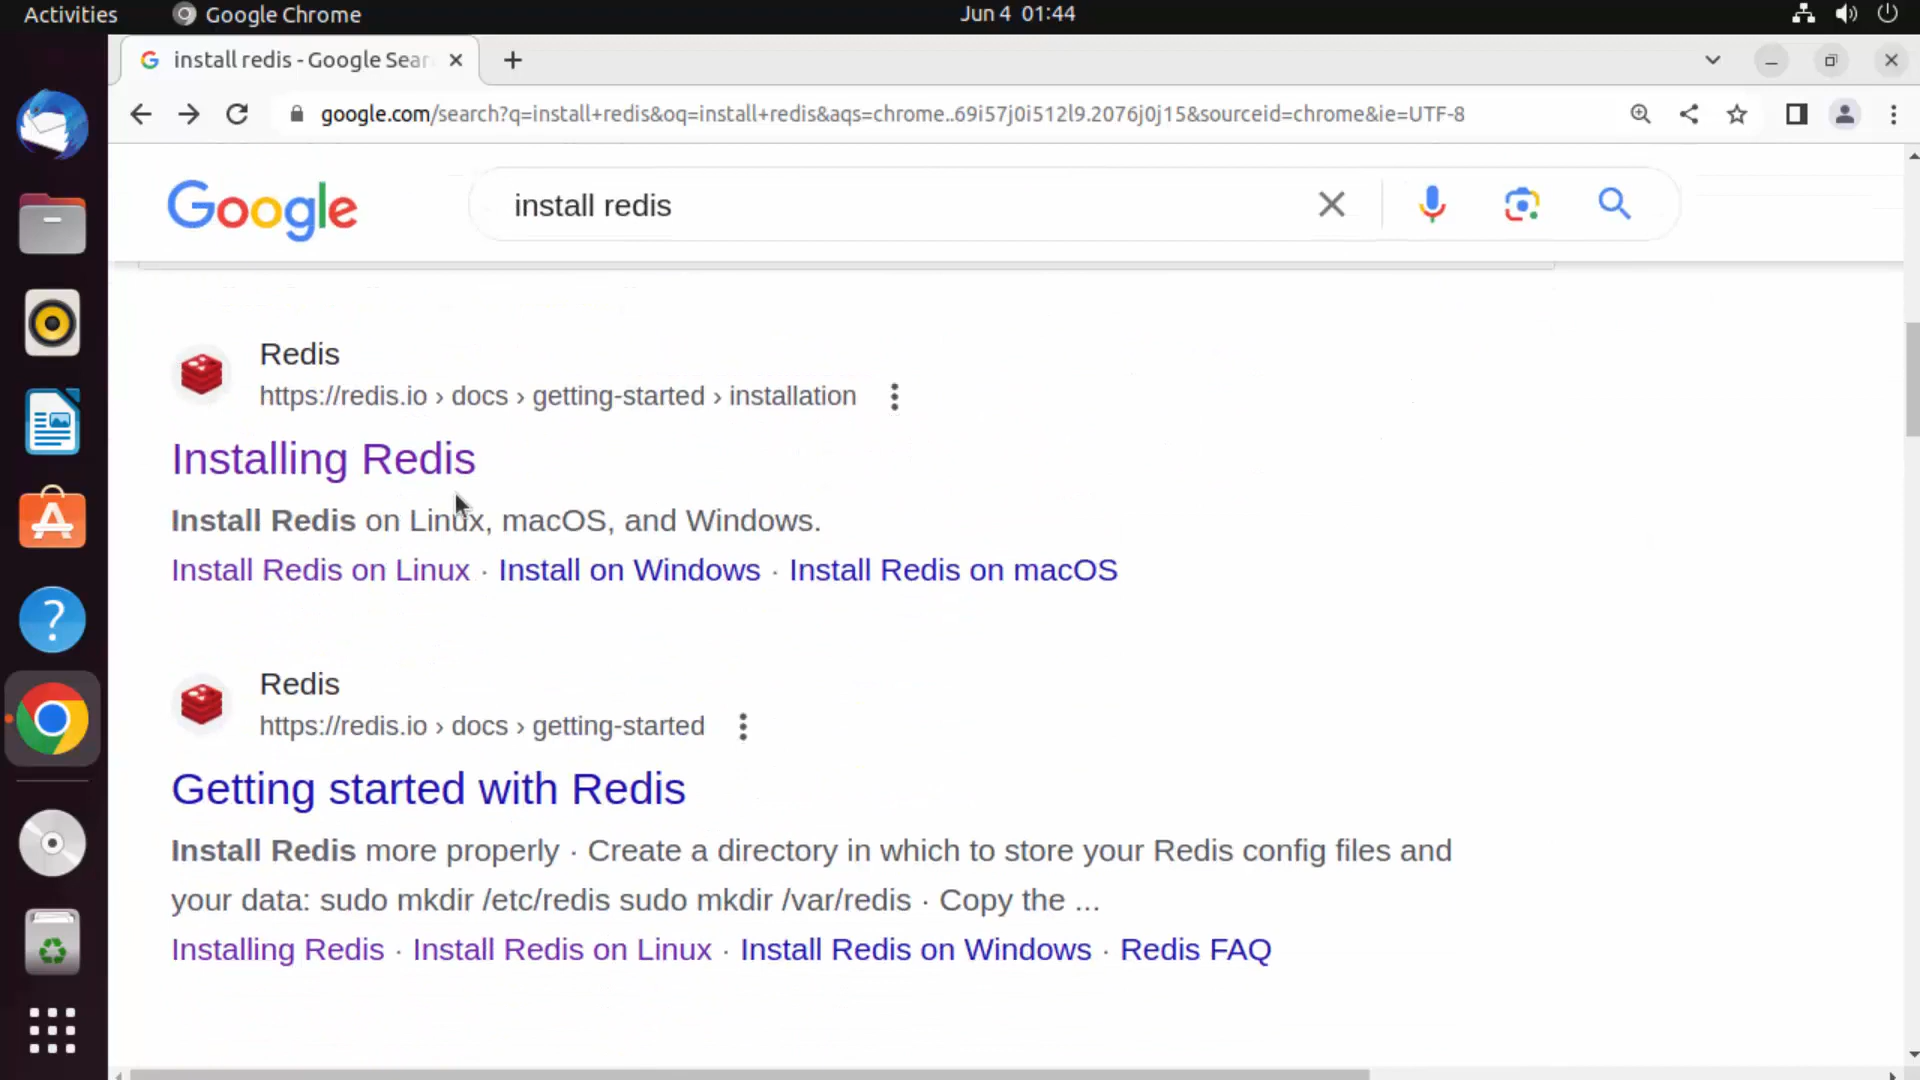 Activities
Google Chrome
Jun 4 01:44
install redis - Google Sear
google.com/search?q=install+redis&oq=install+redis&aqs=chrome..69i57j0i512l9.2076j0j15&sourceid=chrome&ie=UTF-8
Google
install redis
Redis
https://redis.io › docs › getting-started › installation
Installing Redis
Install Redis on Linux, macOS, and Windows.
Install Redis on Linux · Install on Windows · Install Redis on macOS
Redis
https://redis.io › docs › getting-started
Getting started with Redis
Install Redis more properly · Create a directory in which to store your Redis config files and
your data: sudo mkdir /etc/redis sudo mkdir /var/redis · Copy the ...
Installing Redis · Install Redis on Linux · Install Redis on Windows · Redis FAQ